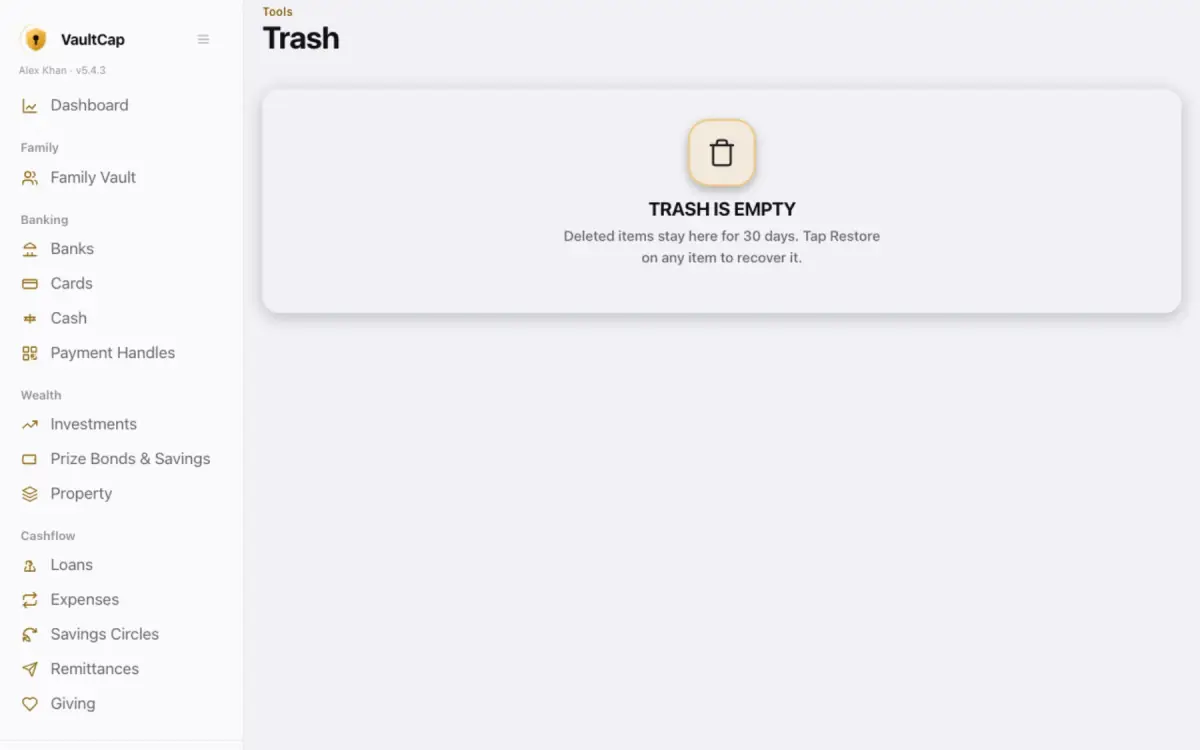 VaultCap
Alex Khan · v5.4.3
Dashboard
Family
Family Vault
Banking
Banks
Cards
Cash
Payment Handles
Wealth
Investments
Prize Bonds & Savings
Property
Cashflow
Loans
Expenses
Savings Circles
Remittances
Giving
Tools
Trash
TRASH IS EMPTY
Deleted items stay here for 30 days. Tap Restore
on any item to recover it.